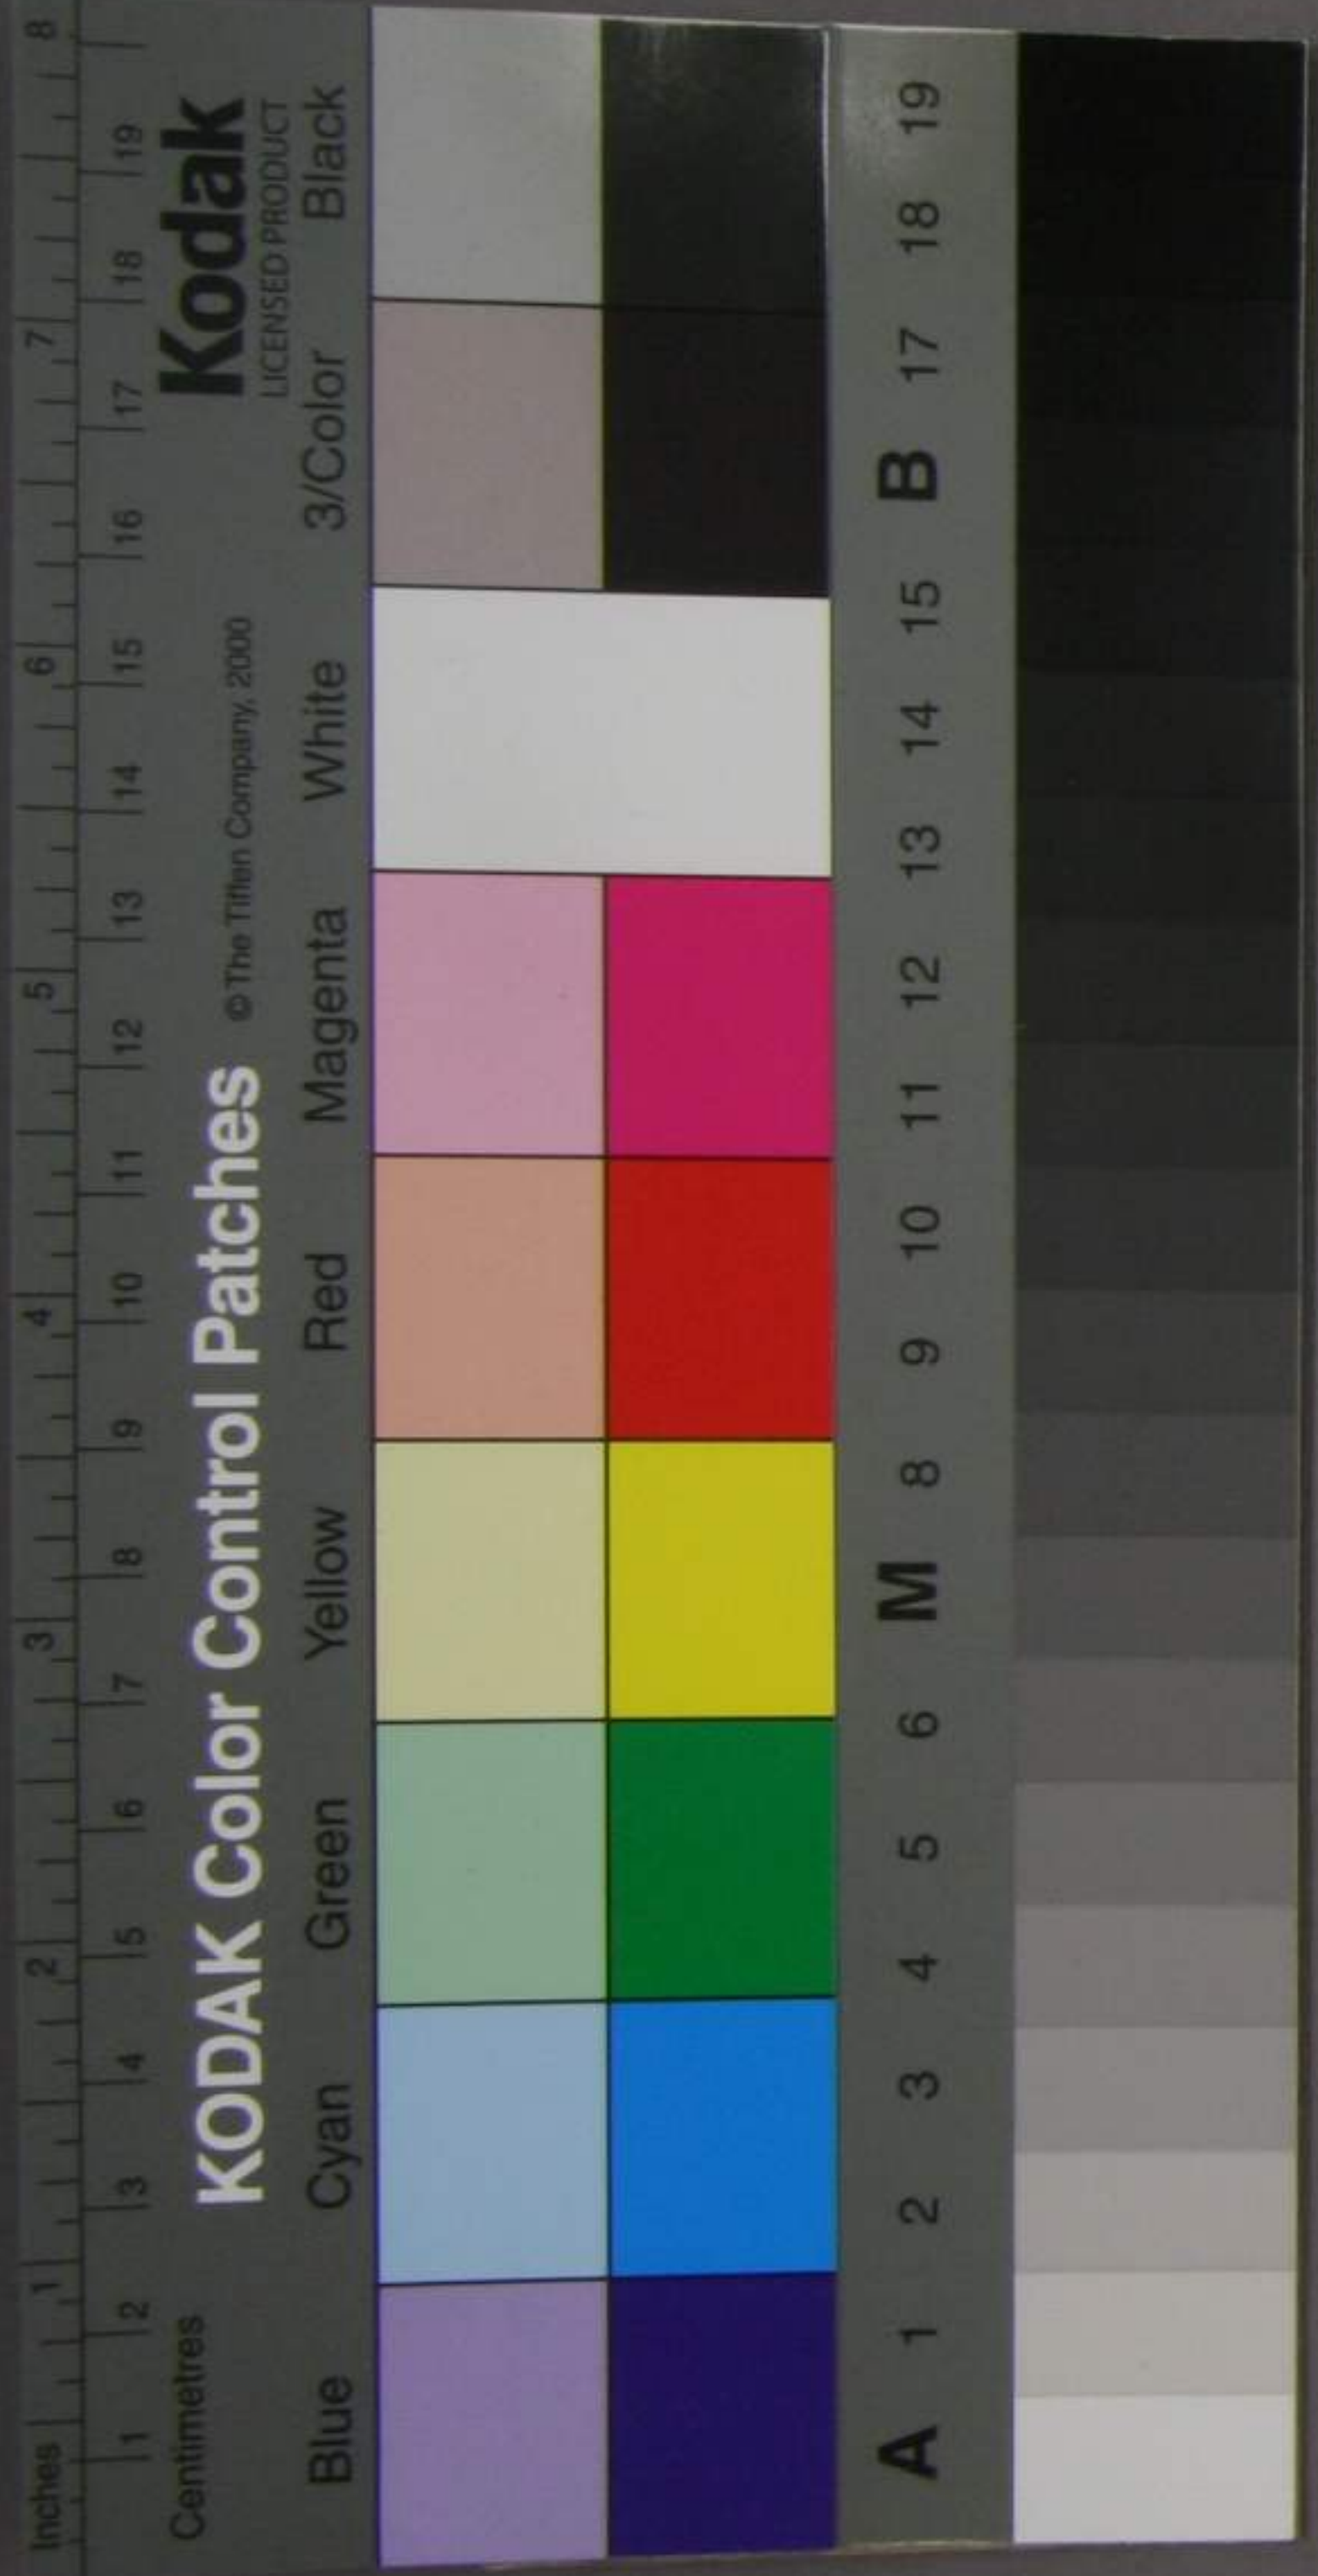 Inches 1 2 3 4 5 6 7 8
1 2 3 4 5 6 7 8 9 10 11 12 13 14 15 16 17 18 19
Centimetres
KODAK Color Control Patches ©The Tiffen Company, 2000 Kodak
LICENSED PRODUCT
Blue Cyan Green Yellow Red Magenta White 3/Color Black
A 1 2 3 4 5 6 M 8 9 10 11 12 13 14 15 B 17 18 19